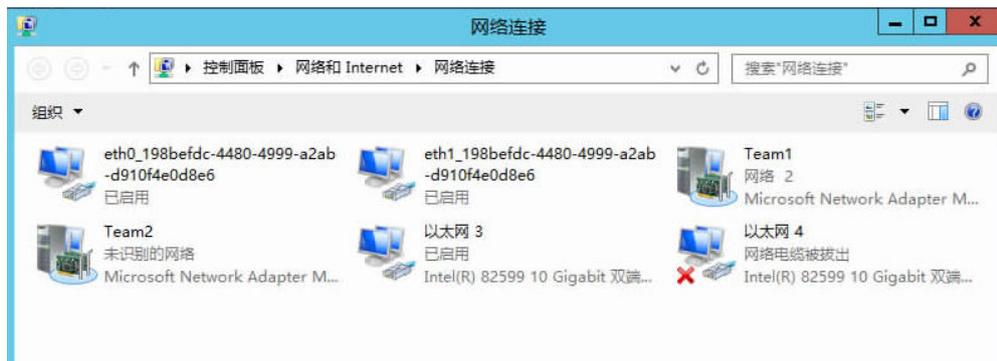 网络连接
控制面板 ▸ 网络和 Internet ▸ 网络连接
搜索"网络连接"
组织
eth0_198befdc-4480-4999-a2ab
-d910f4e0d8e6
已启用
eth1_198befdc-4480-4999-a2ab
-d910f4e0d8e6
已启用
Team1
网络 2
Microsoft Network Adapter M...
Team2
未识别的网络
Microsoft Network Adapter M...
以太网 3
已启用
Intel(R) 82599 10 Gigabit 双端...
以太网 4
网络电缆被拔出
Intel(R) 82599 10 Gigabit 双端...